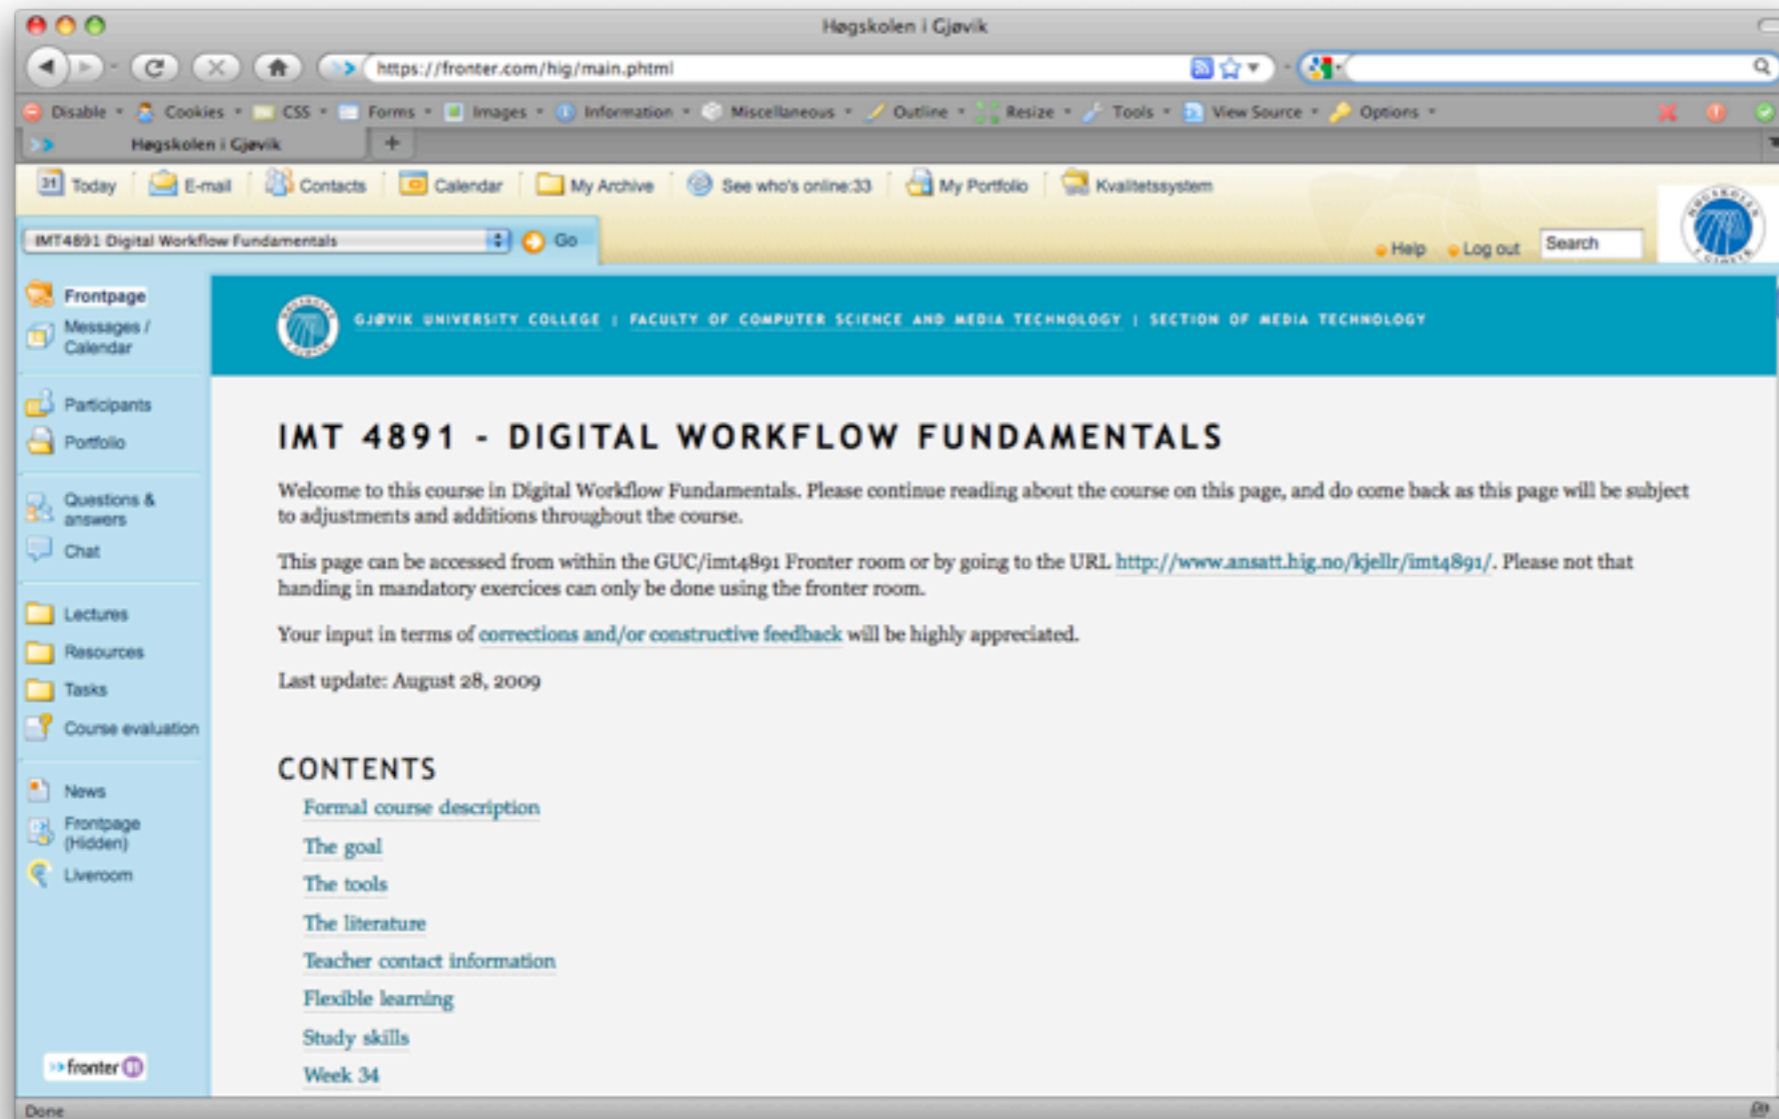 Høgskolen i Gjøvik
https://fronter.com/hig/main.phtml
Disable Cookies CSS Forms Images Information Miscellaneous Outline Resize Tools View Source Options
Høgskolen i Gjøvik +
31 Today E-mail Contacts Calendar My Archive See who's online:33 My Portfolio Kvalitetssystem
IMT4891 Digital Workflow Fundamentals Go
Help Log out Search
Frontpage
Messages /
Calendar
Participants
Portfolio
Questions &
answers
Chat
Lectures
Resources
Tasks
Course evaluation
News
Frontpage
(Hidden)
Liveroom
fronter
GJØVIK UNIVERSITY COLLEGE | FACULTY OF COMPUTER SCIENCE AND MEDIA TECHNOLOGY | SECTION OF MEDIA TECHNOLOGY
IMT 4891 - DIGITAL WORKFLOW FUNDAMENTALS
Welcome to this course in Digital Workflow Fundamentals. Please continue reading about the course on this page, and do come back as this page will be subject
to adjustments and additions throughout the course.
This page can be accessed from within the GUC/imt4891 Fronter room or by going to the URL http://www.ansatt.hig.no/kjellr/imt4891/. Please not that
handing in mandatory exercices can only be done using the fronter room.
Your input in terms of corrections and/or constructive feedback will be highly appreciated.
Last update: August 28, 2009
CONTENTS
Formal course description
The goal
The tools
The literature
Teacher contact information
Flexible learning
Study skills
Week 34
Done